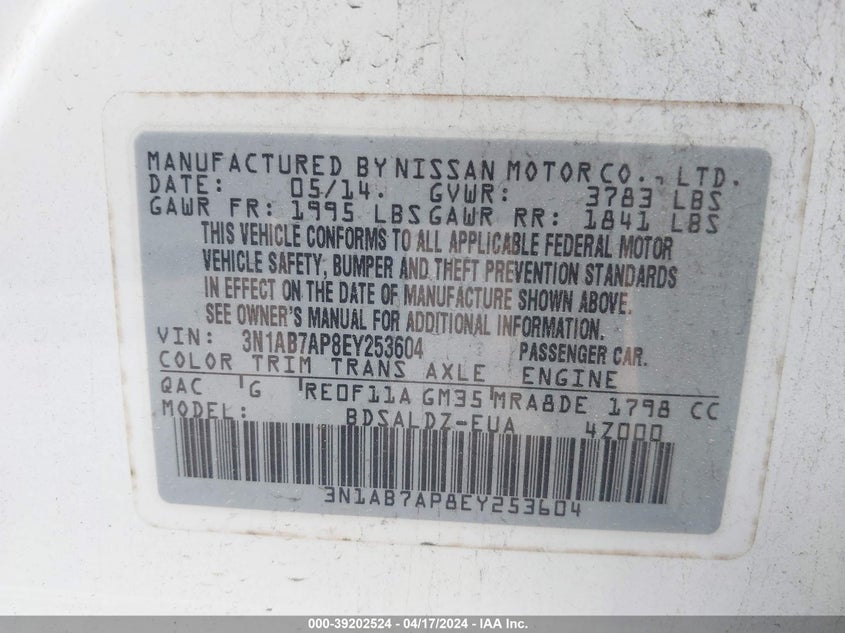 MANUFACTURED BY NISSAN MOTOR CO., LTD.
DATE: 05/14. GVWR: 3783 LBS
GAWR FR: 1995 LBS GAWR RR: 1841 LBS
THIS VEHICLE CONFORMS TO ALL APPLICABLE FEDERAL MOTOR
VEHICLE SAFETY, BUMPER AND THEFT PREVENTION STANDARDS
IN EFFECT ON THE DATE OF MANUFACTURE SHOWN ABOVE.
SEE OWNER'S MANUAL FOR ADDITIONAL INFORMATION.
VIN: 3N1AB7AP8EY253604 PASSENGER CAR.
COLOR TRIM TRANS AXLE ENGINE
QAC G RE0F11A GM35 MRA8DE 1798 CC
MODEL: BDSALDZ-EUA 4Z000
3N1AB7AP8EY253604
000-39202524 - 04/17/2024 - IAA Inc.